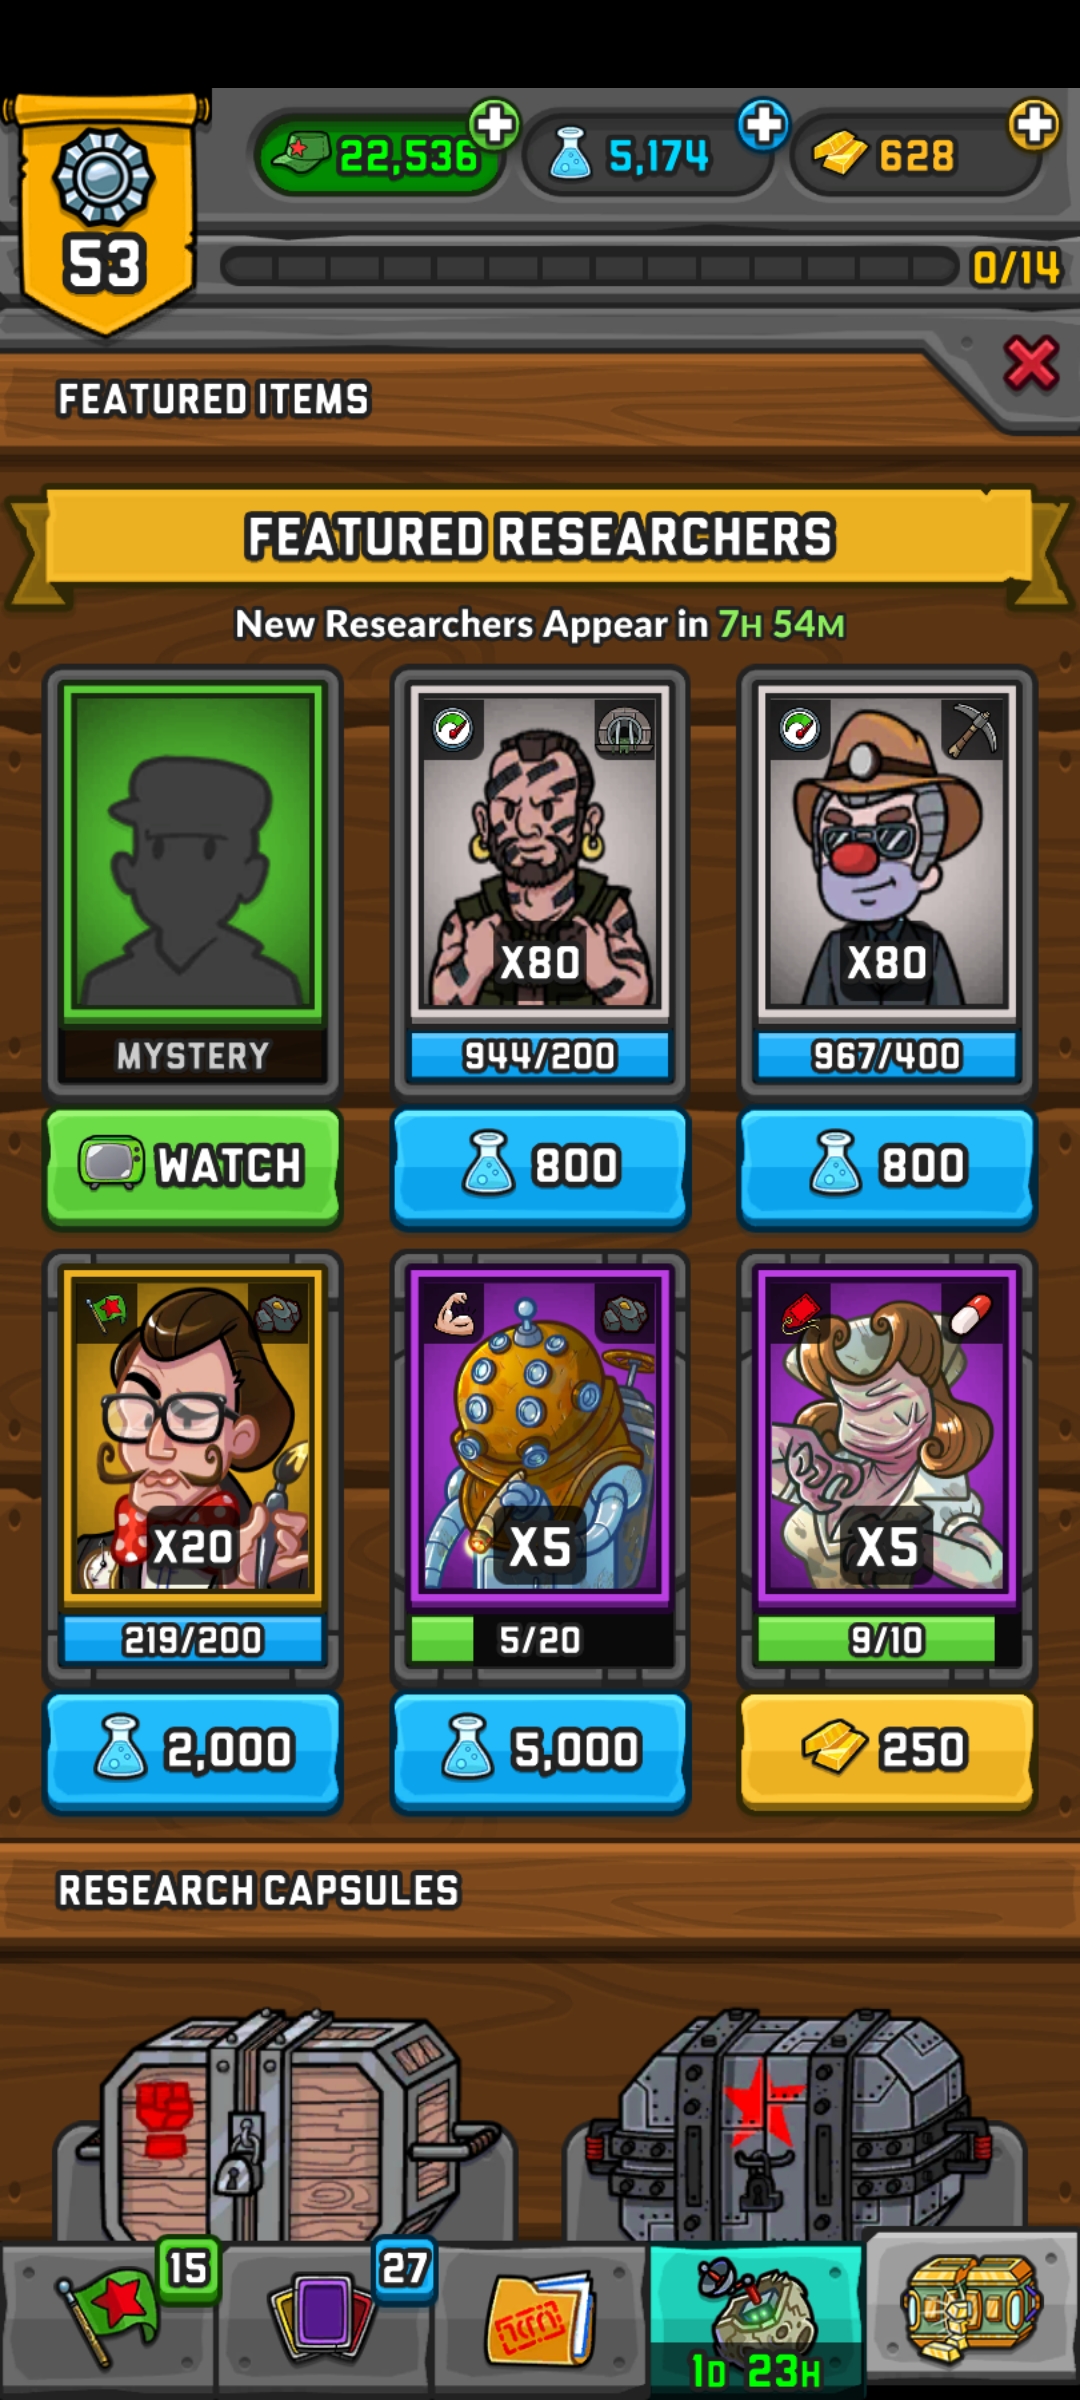 22,536 5,174 628
53
0/14
FEATURED ITEMS
FEATURED RESEARCHERS
New Researchers Appear in 7H 54M
X80 X80
MYSTERY 944/200 967/400
WATCH 800 800
X20 X5 X5
219/200 5/20 9/10
2,000 5,000 250
RESEARCH CAPSULES
15 27
1D 23H